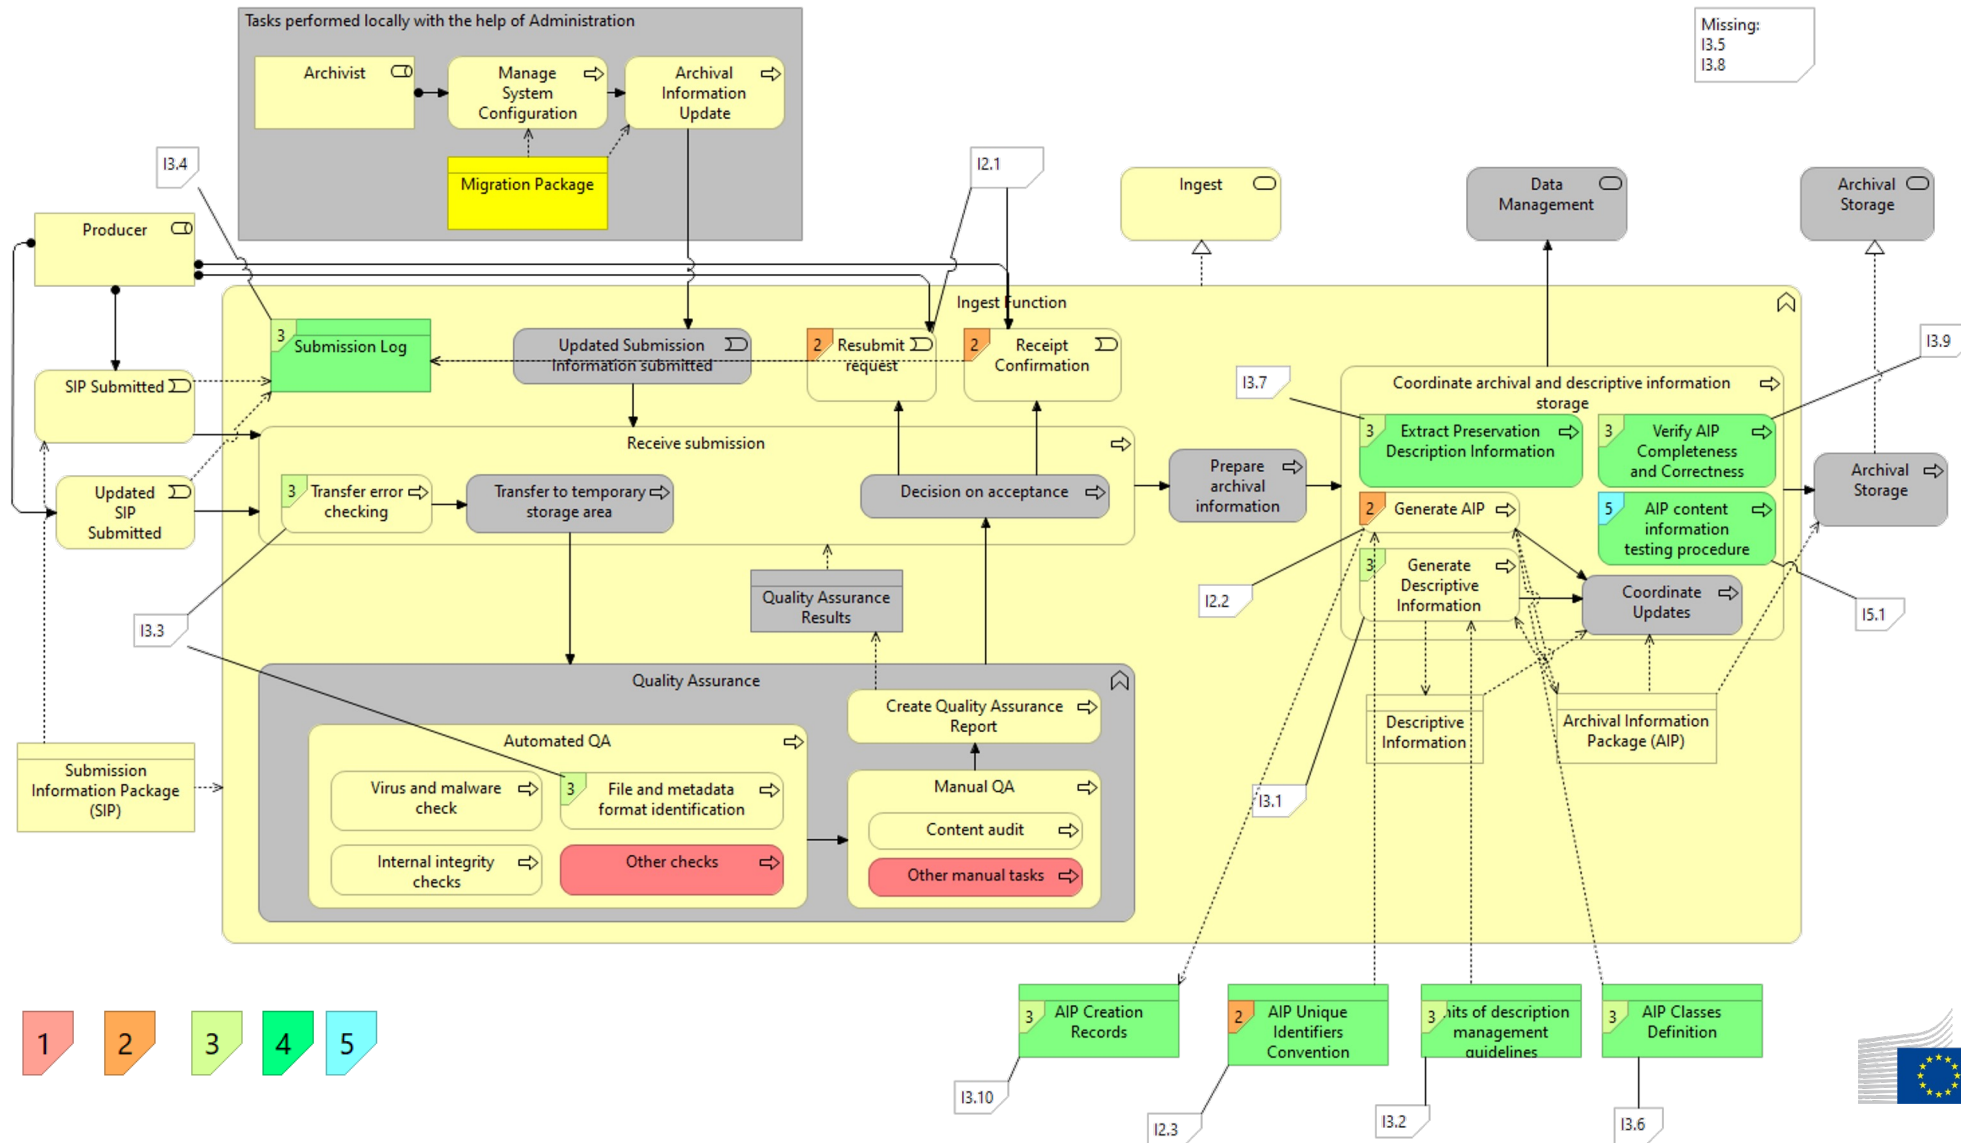 Tasks performed locally with the help of Administration
Missing:
I3.5
I3.8
Archivist
Manage
System
Configuration
Archival
Information
Update
Migration Package
I3.4
I2.1
Ingest
Data
Management
Archival
Storage
Producer
Ingest Function
3
Submission Log
Updated Submission
Information submitted
2
Resubmit
request
2
Receipt
Confirmation
I3.9
SIP Submitted
I3.7
Coordinate archival and descriptive information
storage
Receive submission
3
Extract Preservation
Description Information
3
Verify AIP
Completeness
and Correctness
Updated
SIP
Submitted
3
Transfer error
checking
Transfer to temporary
storage area
Decision on acceptance
Prepare
archival
information
Archival
Storage
2
Generate AIP
5
AIP content
information
testing procedure
3
Generate
Descriptive
Information
Coordinate
Updates
I2.2
I5.1
I3.3
Quality Assurance
Results
Quality Assurance
Create Quality Assurance
Report
Descriptive
Information
Archival Information
Package (AIP)
Automated QA
Submission
Information Package
(SIP)
Virus and malware
check
3
File and metadata
format identification
Manual QA
I3.1
Content audit
Internal integrity
checks
Other checks
Other manual tasks
1
2
3
4
5
3
AIP Creation
Records
2
AIP Unique
Identifiers
Convention
3
nits of description
management
guidelines
3
AIP Classes
Definition
I3.10
I2.3
I3.2
I3.6